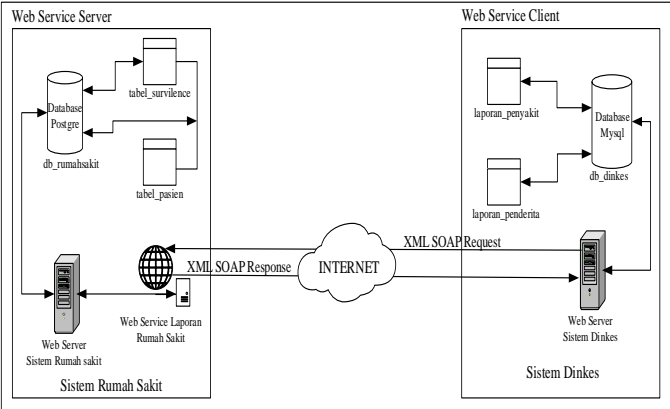 Web Service Server
Database
Postgre
db_rumahsakit
tabel_survilence
tabel_pasien
Web Server
Sistem Rumah sakit
Web Service Laporan
Rumah Sakit
Sistem Rumah Sakit
XML SOAP Response
INTERNET
XML SOAP Request
Web Service Client
laporan_penyakit
laporan_penderita
Database
Mysql
db_dinkes
Web Server
Sistem Dinkes
Sistem Dinkes